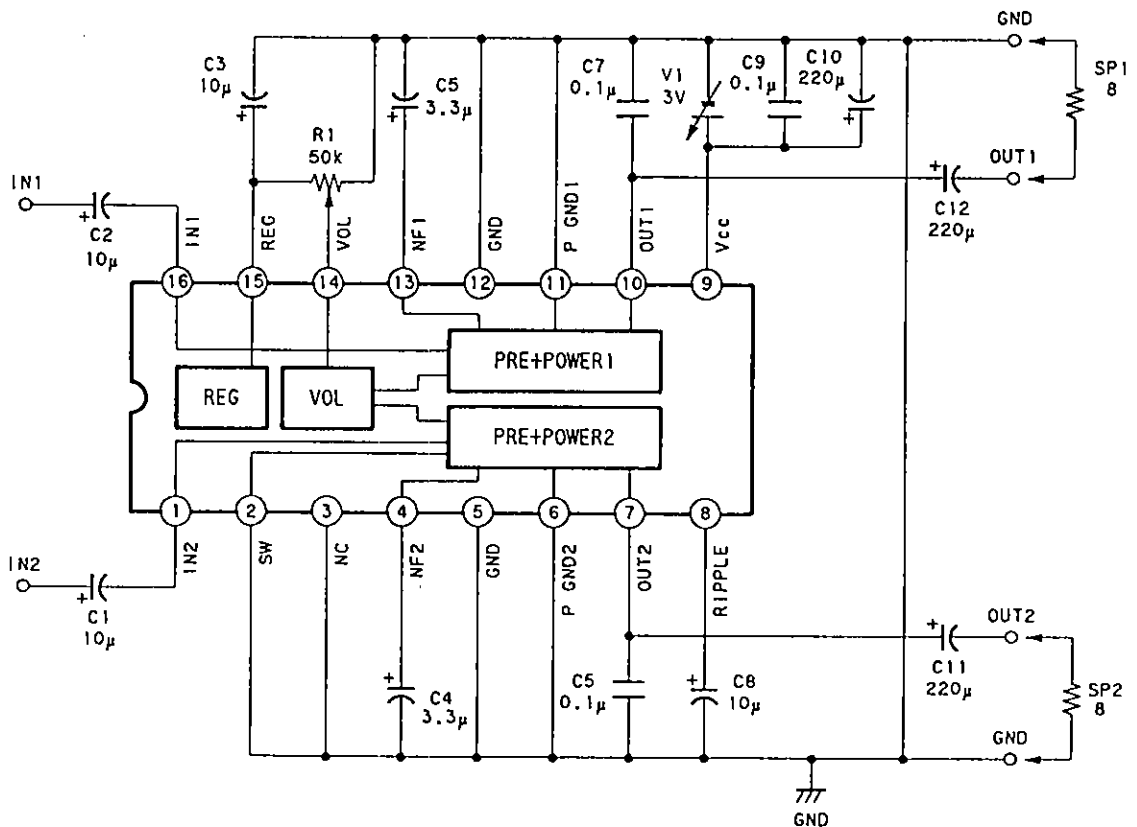 GND
C3
10μ
C5
3.3μ
C7
0.1μ
V1
3V
C9
0.1μ
C10
220μ
SP1
8
R1
50k
IN1
C2
10μ
OUT1
C12
220μ
IN1
REG
VOL
NF1
GND
P GND1
OUT1
Vcc
16
15
14
13
12
11
10
9
PRE+POWER1
REG
VOL
PRE+POWER2
1
2
3
4
5
6
7
8
IN2
SW
NC
NF2
GND
P GND2
OUT2
RIPPLE
IN2
C1
10μ
C4
3.3μ
C5
0.1μ
C8
10μ
OUT2
C11
220μ
SP2
8
GND
GND
+
+
+
+
+
+
+
+
+